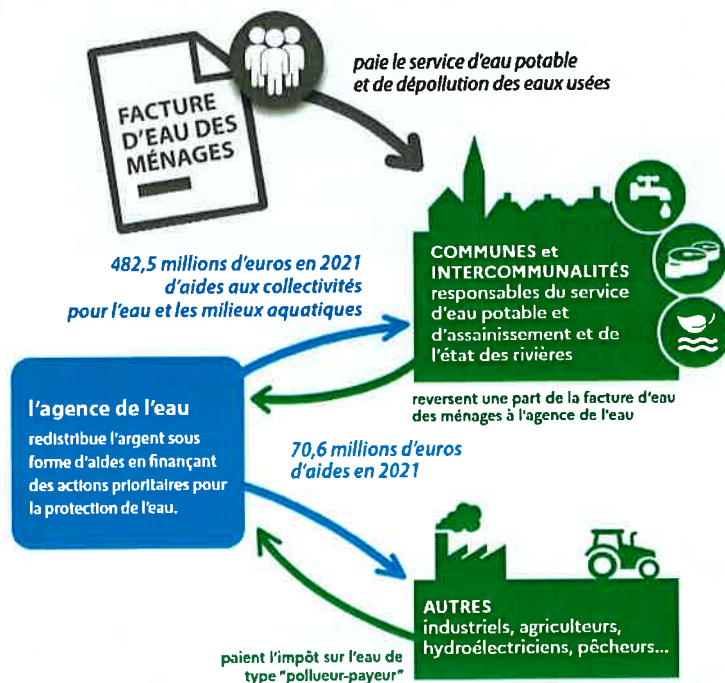 FACTURE
D'EAU DES
MÉNAGES
paie le service d'eau potable
et de dépollution des eaux usées
482,5 millions d'euros en 2021
d'aides aux collectivités
pour l'eau et les milieux aquatiques
COMMUNES et
INTERCOMMUNALITÉS
responsables du service
d'eau potable et
d'assainissement et de
l'état des rivières
reversent une part de la facture d'eau
des ménages à l'agence de l'eau
l'agence de l'eau
redistribue l'argent sous
forme d'aides en finançant
des actions prioritaires pour
la protection de l'eau.
70,6 millions d'euros
d'aides en 2021
AUTRES
industriels, agriculteurs,
hydroélectriciens, pêcheurs...
paient l'impôt sur l'eau de
type "pollueur-payeur"